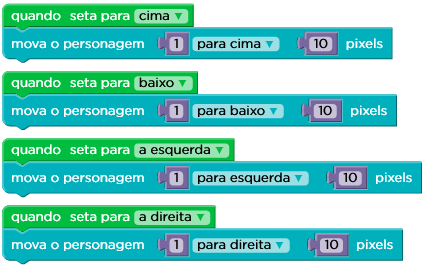 quando seta para cima ▼
mova o personagem 1 para cima ▼ 10 pixels
quando seta para baixo ▼
mova o personagem 1 para baixo ▼ 10 pixels
quando seta para a esquerda ▼
mova o personagem 1 para esquerda ▼ 10 pixels
quando seta para a direita ▼
mova o personagem 1 para direita ▼ 10 pixels